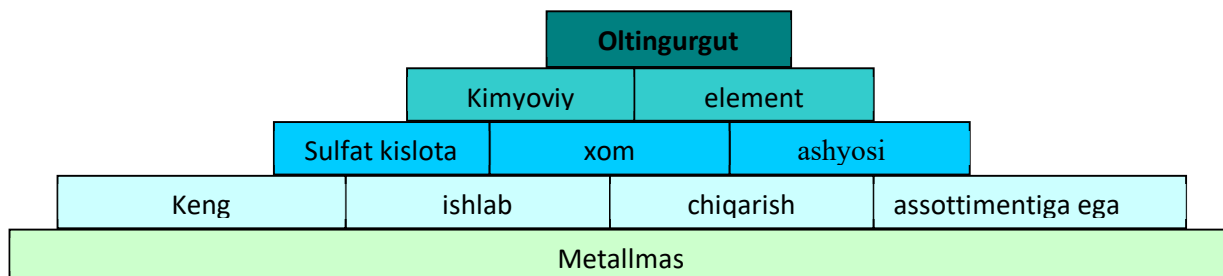 Oltingurgut
Kimyoviy element
Sulfat kislota xom ashyosi
Keng ishlab chiqarish assottimentiga ega
Metallmas